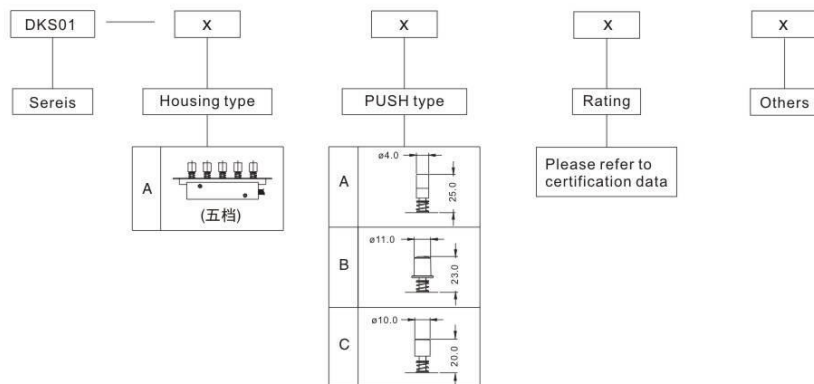 DKS01
x
x
x
x
Sereis
Housing type
PUSH type
Rating
Others
A
(五档)
A
ø4.0
25.0
Please refer to
certification data
B
ø11.0
23.0
C
ø10.0
20.0